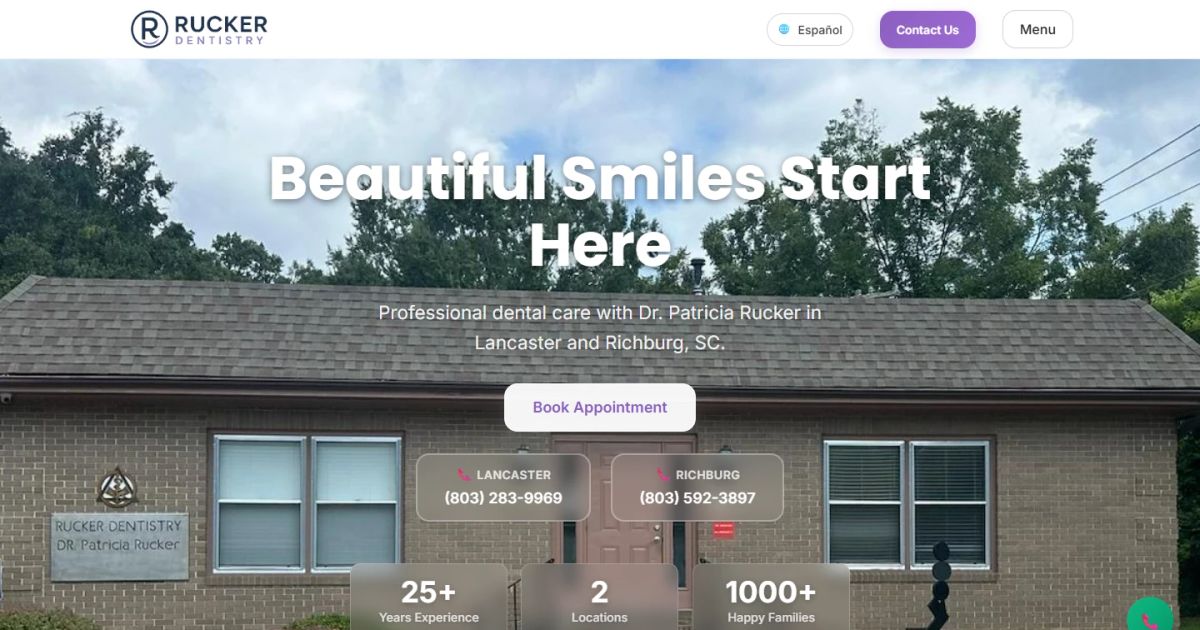 RUCKER
DENTISTRY
Español
Contact Us
Menu
Beautiful Smiles Start
Here
Professional dental care with Dr. Patricia Rucker in
Lancaster and Richburg, SC.
Book Appointment
LANCASTER
(803) 283-9969
RICHBURG
(803) 592-3897
RUCKER DENTISTRY
DR. Patricia Rucker
25+
Years Experience
2
Locations
1000+
Happy Families